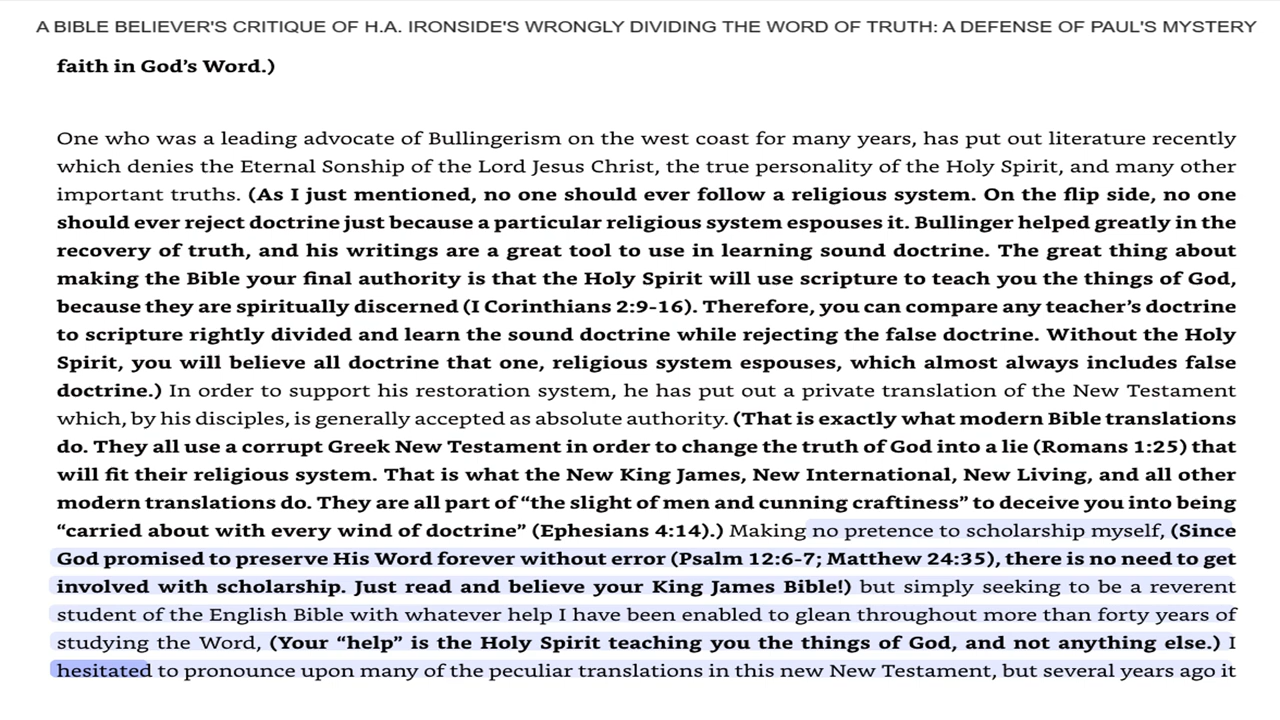 A BIBLE BELIEVER'S CRITIQUE OF H.A. IRONSIDE'S WRONGLY DIVIDING THE WORD OF TRUTH: A DEFENSE OF PAUL'S MYSTERY
faith in God’s Word.)
One who was a leading advocate of Bullingerism on the west coast for many years, has put out literature recently
which denies the Eternal Sonship of the Lord Jesus Christ, the true personality of the Holy Spirit, and many other
important truths. (As I just mentioned, no one should ever follow a religious system. On the flip side, no one
should ever reject doctrine just because a particular religious system espouses it. Bullinger helped greatly in the
recovery of truth, and his writings are a great tool to use in learning sound doctrine. The great thing about
making the Bible your final authority is that the Holy Spirit will use scripture to teach you the things of God,
because they are spiritually discerned (I Corinthians 2:9-16). Therefore, you can compare any teacher’s doctrine
to scripture rightly divided and learn the sound doctrine while rejecting the false doctrine. Without the Holy
Spirit, you will believe all doctrine that one, religious system espouses, which almost always includes false
doctrine.) In order to support his restoration system, he has put out a private translation of the New Testament
which, by his disciples, is generally accepted as absolute authority. (That is exactly what modern Bible translations
do. They all use a corrupt Greek New Testament in order to change the truth of God into a lie (Romans 1:25) that
will fit their religious system. That is what the New King James, New International, New Living, and all other
modern translations do. They are all part of “the slight of men and cunning craftiness” to deceive you into being
“carried about with every wind of doctrine” (Ephesians 4:14).) Making no pretence to scholarship myself, (Since
God promised to preserve His Word forever without error (Psalm 12:6-7; Matthew 24:35), there is no need to get
involved with scholarship. Just read and believe your King James Bible!) but simply seeking to be a reverent
student of the English Bible with whatever help I have been enabled to glean throughout more than forty years of
studying the Word, (Your “help” is the Holy Spirit teaching you the things of God, and not anything else.) I
hesitated to pronounce upon many of the peculiar translations in this new New Testament, but several years ago it